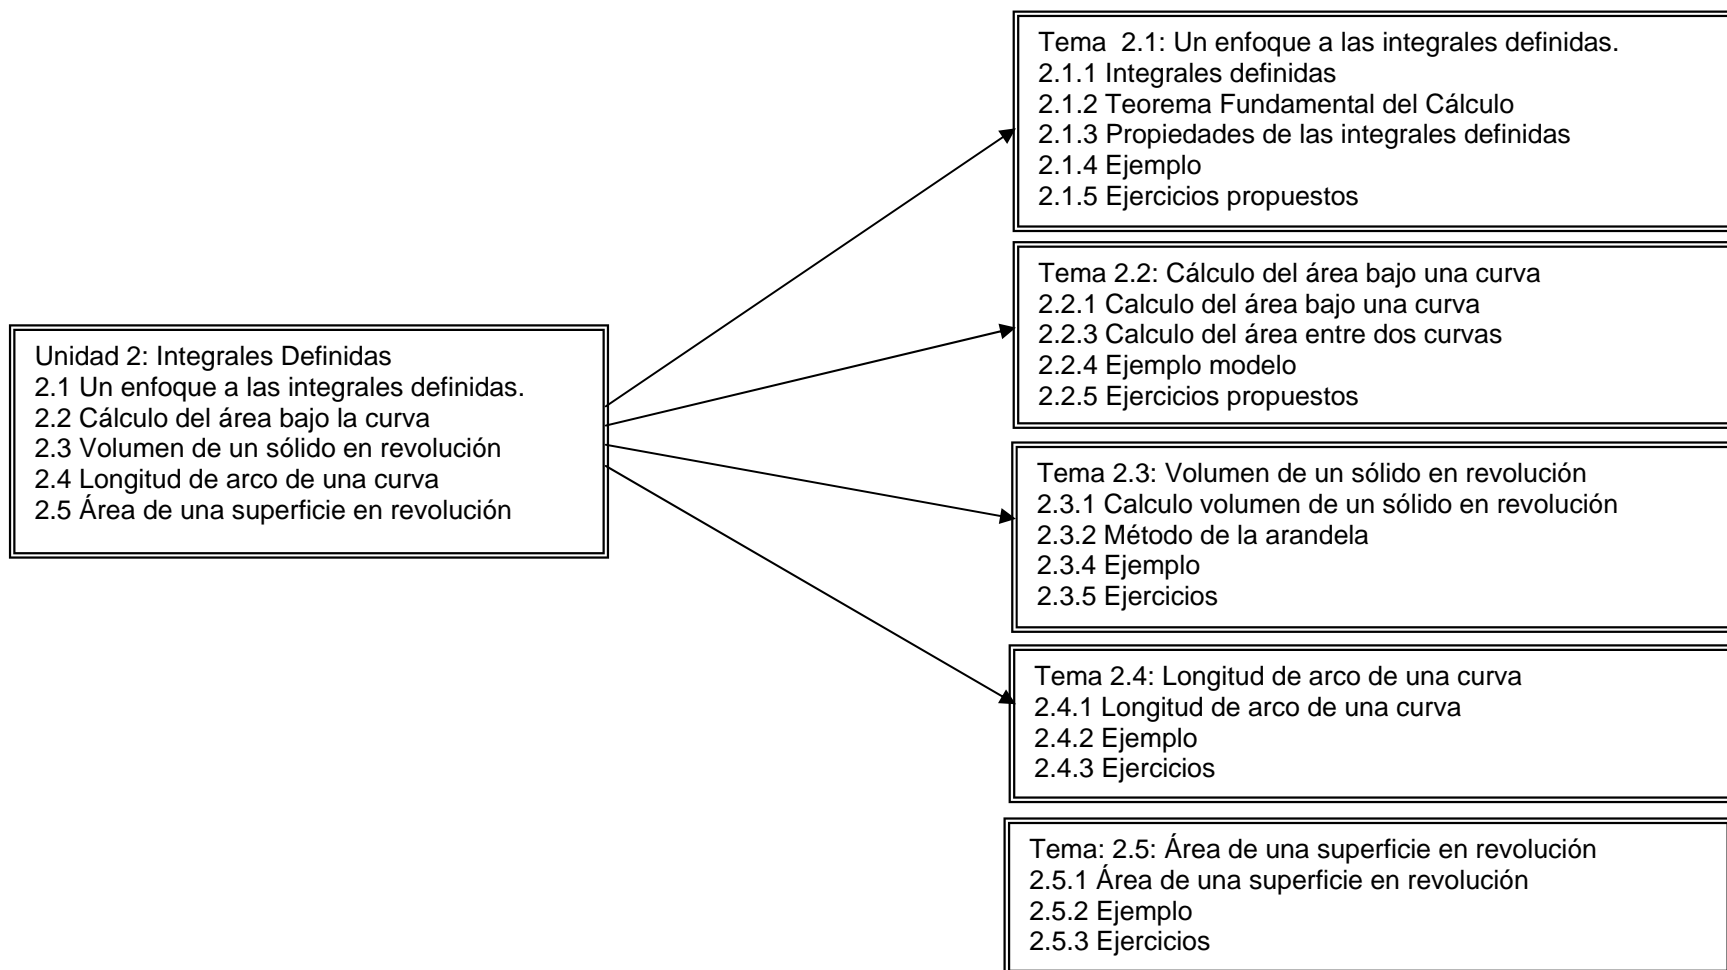 Unidad 2: Integrales Definidas
2.1 Un enfoque a las integrales definidas.
2.2 Cálculo del área bajo la curva
2.3 Volumen de un sólido en revolución
2.4 Longitud de arco de una curva
2.5 Área de una superficie en revolución
Tema  2.1: Un enfoque a las integrales definidas.
2.1.1 Integrales definidas
2.1.2 Teorema Fundamental del Cálculo
2.1.3 Propiedades de las integrales definidas
2.1.4 Ejemplo
2.1.5 Ejercicios propuestos
Tema 2.2: Cálculo del área bajo una curva
2.2.1 Calculo del área bajo una curva
2.2.3 Calculo del área entre dos curvas
2.2.4 Ejemplo modelo
2.2.5 Ejercicios propuestos
Tema 2.3: Volumen de un sólido en revolución
2.3.1 Calculo volumen de un sólido en revolución
2.3.2 Método de la arandela
2.3.4 Ejemplo
2.3.5 Ejercicios
Tema 2.4: Longitud de arco de una curva
2.4.1 Longitud de arco de una curva
2.4.2 Ejemplo
2.4.3 Ejercicios
Tema: 2.5: Área de una superficie en revolución
2.5.1 Área de una superficie en revolución
2.5.2 Ejemplo
2.5.3 Ejercicios